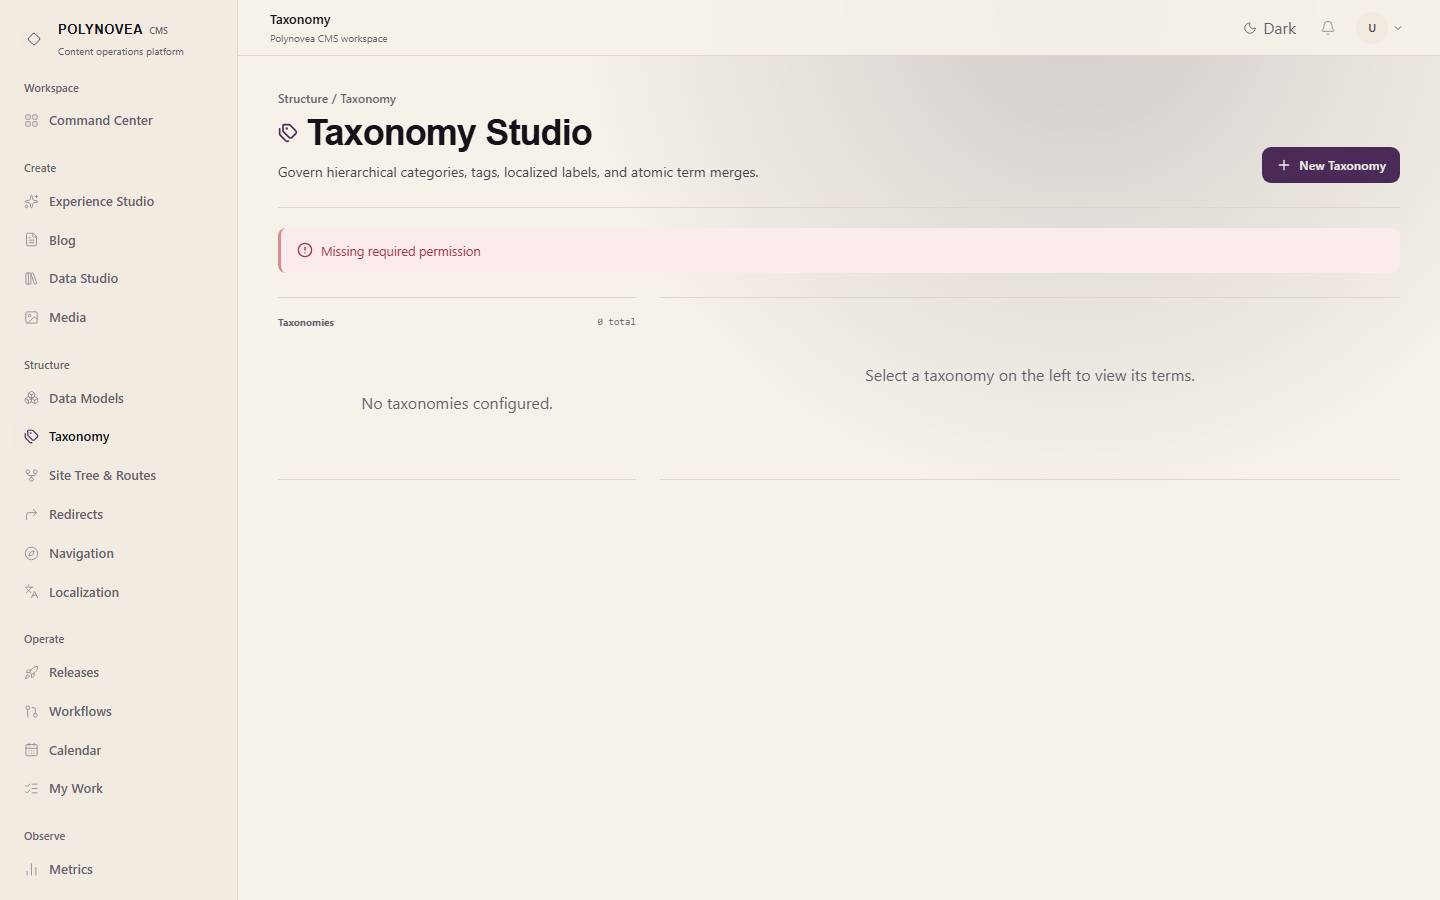 POLYNOVEA CMS
Content operations platform
Workspace
Command Center
Create
Experience Studio
Blog
Data Studio
Media
Structure
Data Models
Taxonomy
Site Tree & Routes
Redirects
Navigation
Localization
Operate
Releases
Workflows
Calendar
My Work
Observe
Metrics
Taxonomy
Polynovea CMS workspace
Dark
U
Structure / Taxonomy
Taxonomy Studio
Govern hierarchical categories, tags, localized labels, and atomic term merges.
New Taxonomy
Missing required permission
Taxonomies 0 total
No taxonomies configured.
Select a taxonomy on the left to view its terms.